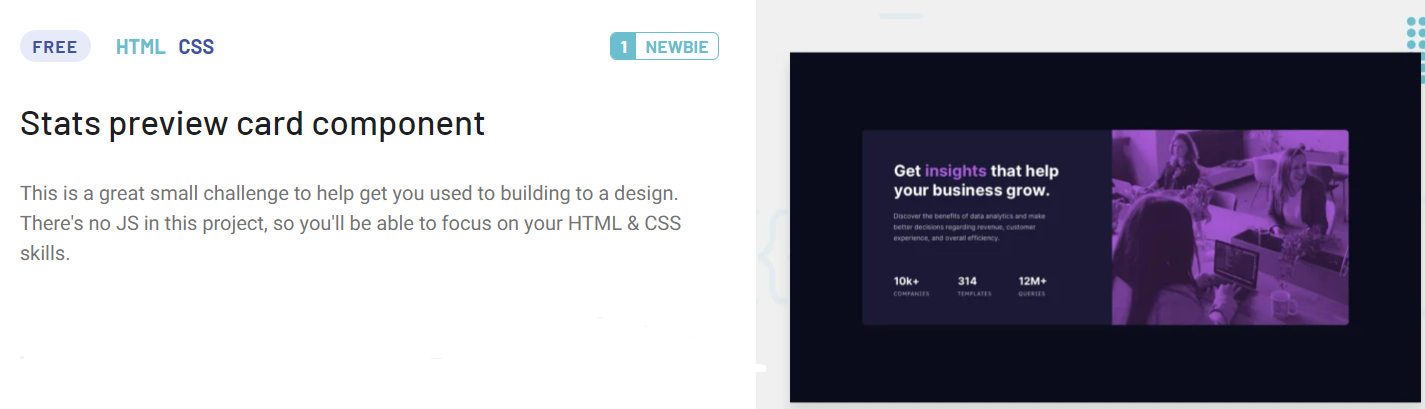 FREE HTML CSS
1 NEWBIE
Stats preview card component
This is a great small challenge to help get you used to building to a design.
There's no JS in this project, so you'll be able to focus on your HTML & CSS
skills.
Get insights that help
your business grow.
Discover the benefits of data analytics and make
better decisions regarding revenue, customer
experience, and overall efficiency.
10k+ 314 12M+
COMPANIES TEMPLATES QUERIES